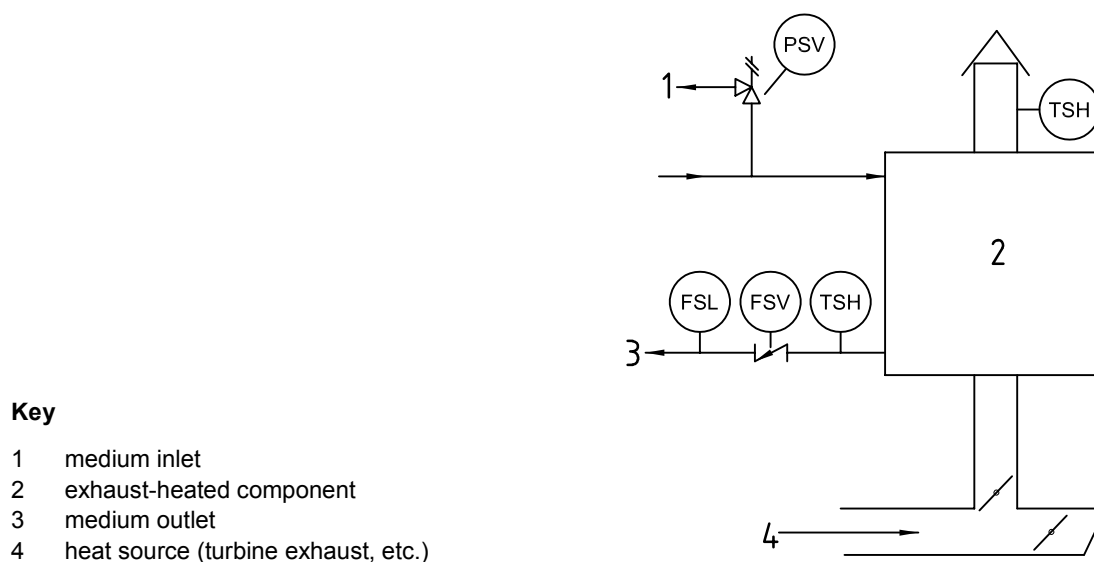 PSV
1
TSH
2
FSL FSV TSH
3
Key
1 medium inlet
2 exhaust-heated component
3 medium outlet
4 heat source (turbine exhaust, etc.)
4